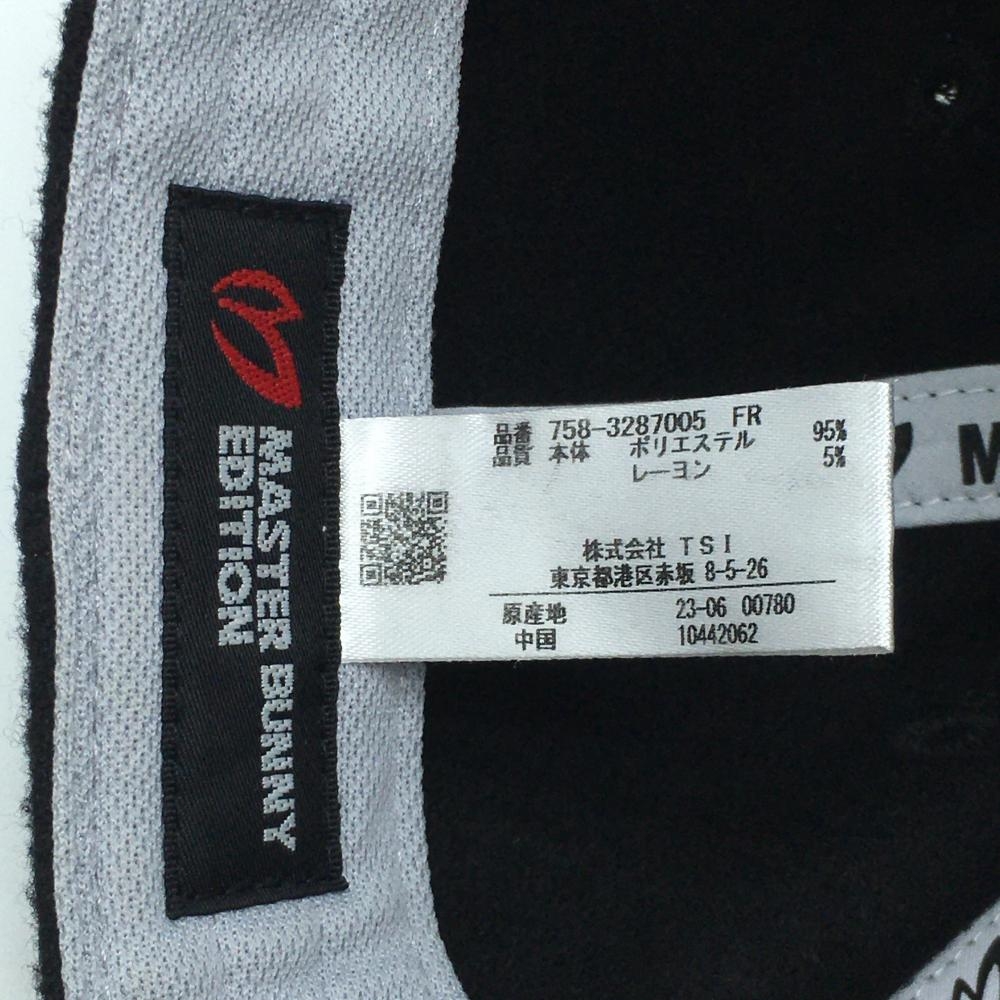 MASTER BUNNY
EDITION
品番 758-3287005 FR
品質 本体 ポリエステル 95%
レーヨン 5%
株式会社 TSI
東京都港区赤坂 8-5-26
原産地 23-06 00780
中国 10442062
M